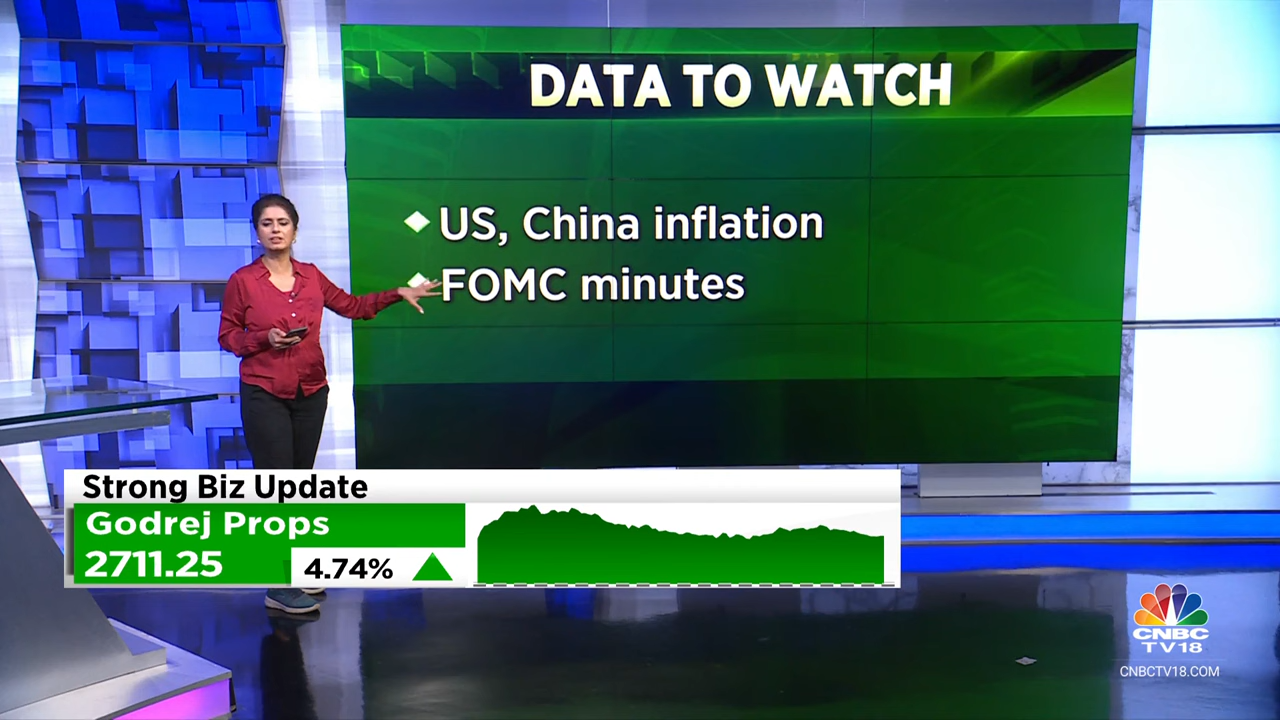 DATA TO WATCH
US, China inflation
FOMC minutes
Strong Biz Update
Godrej Props
2711.25
4.74%
CNBC
TV18
CNBCTV18.COM